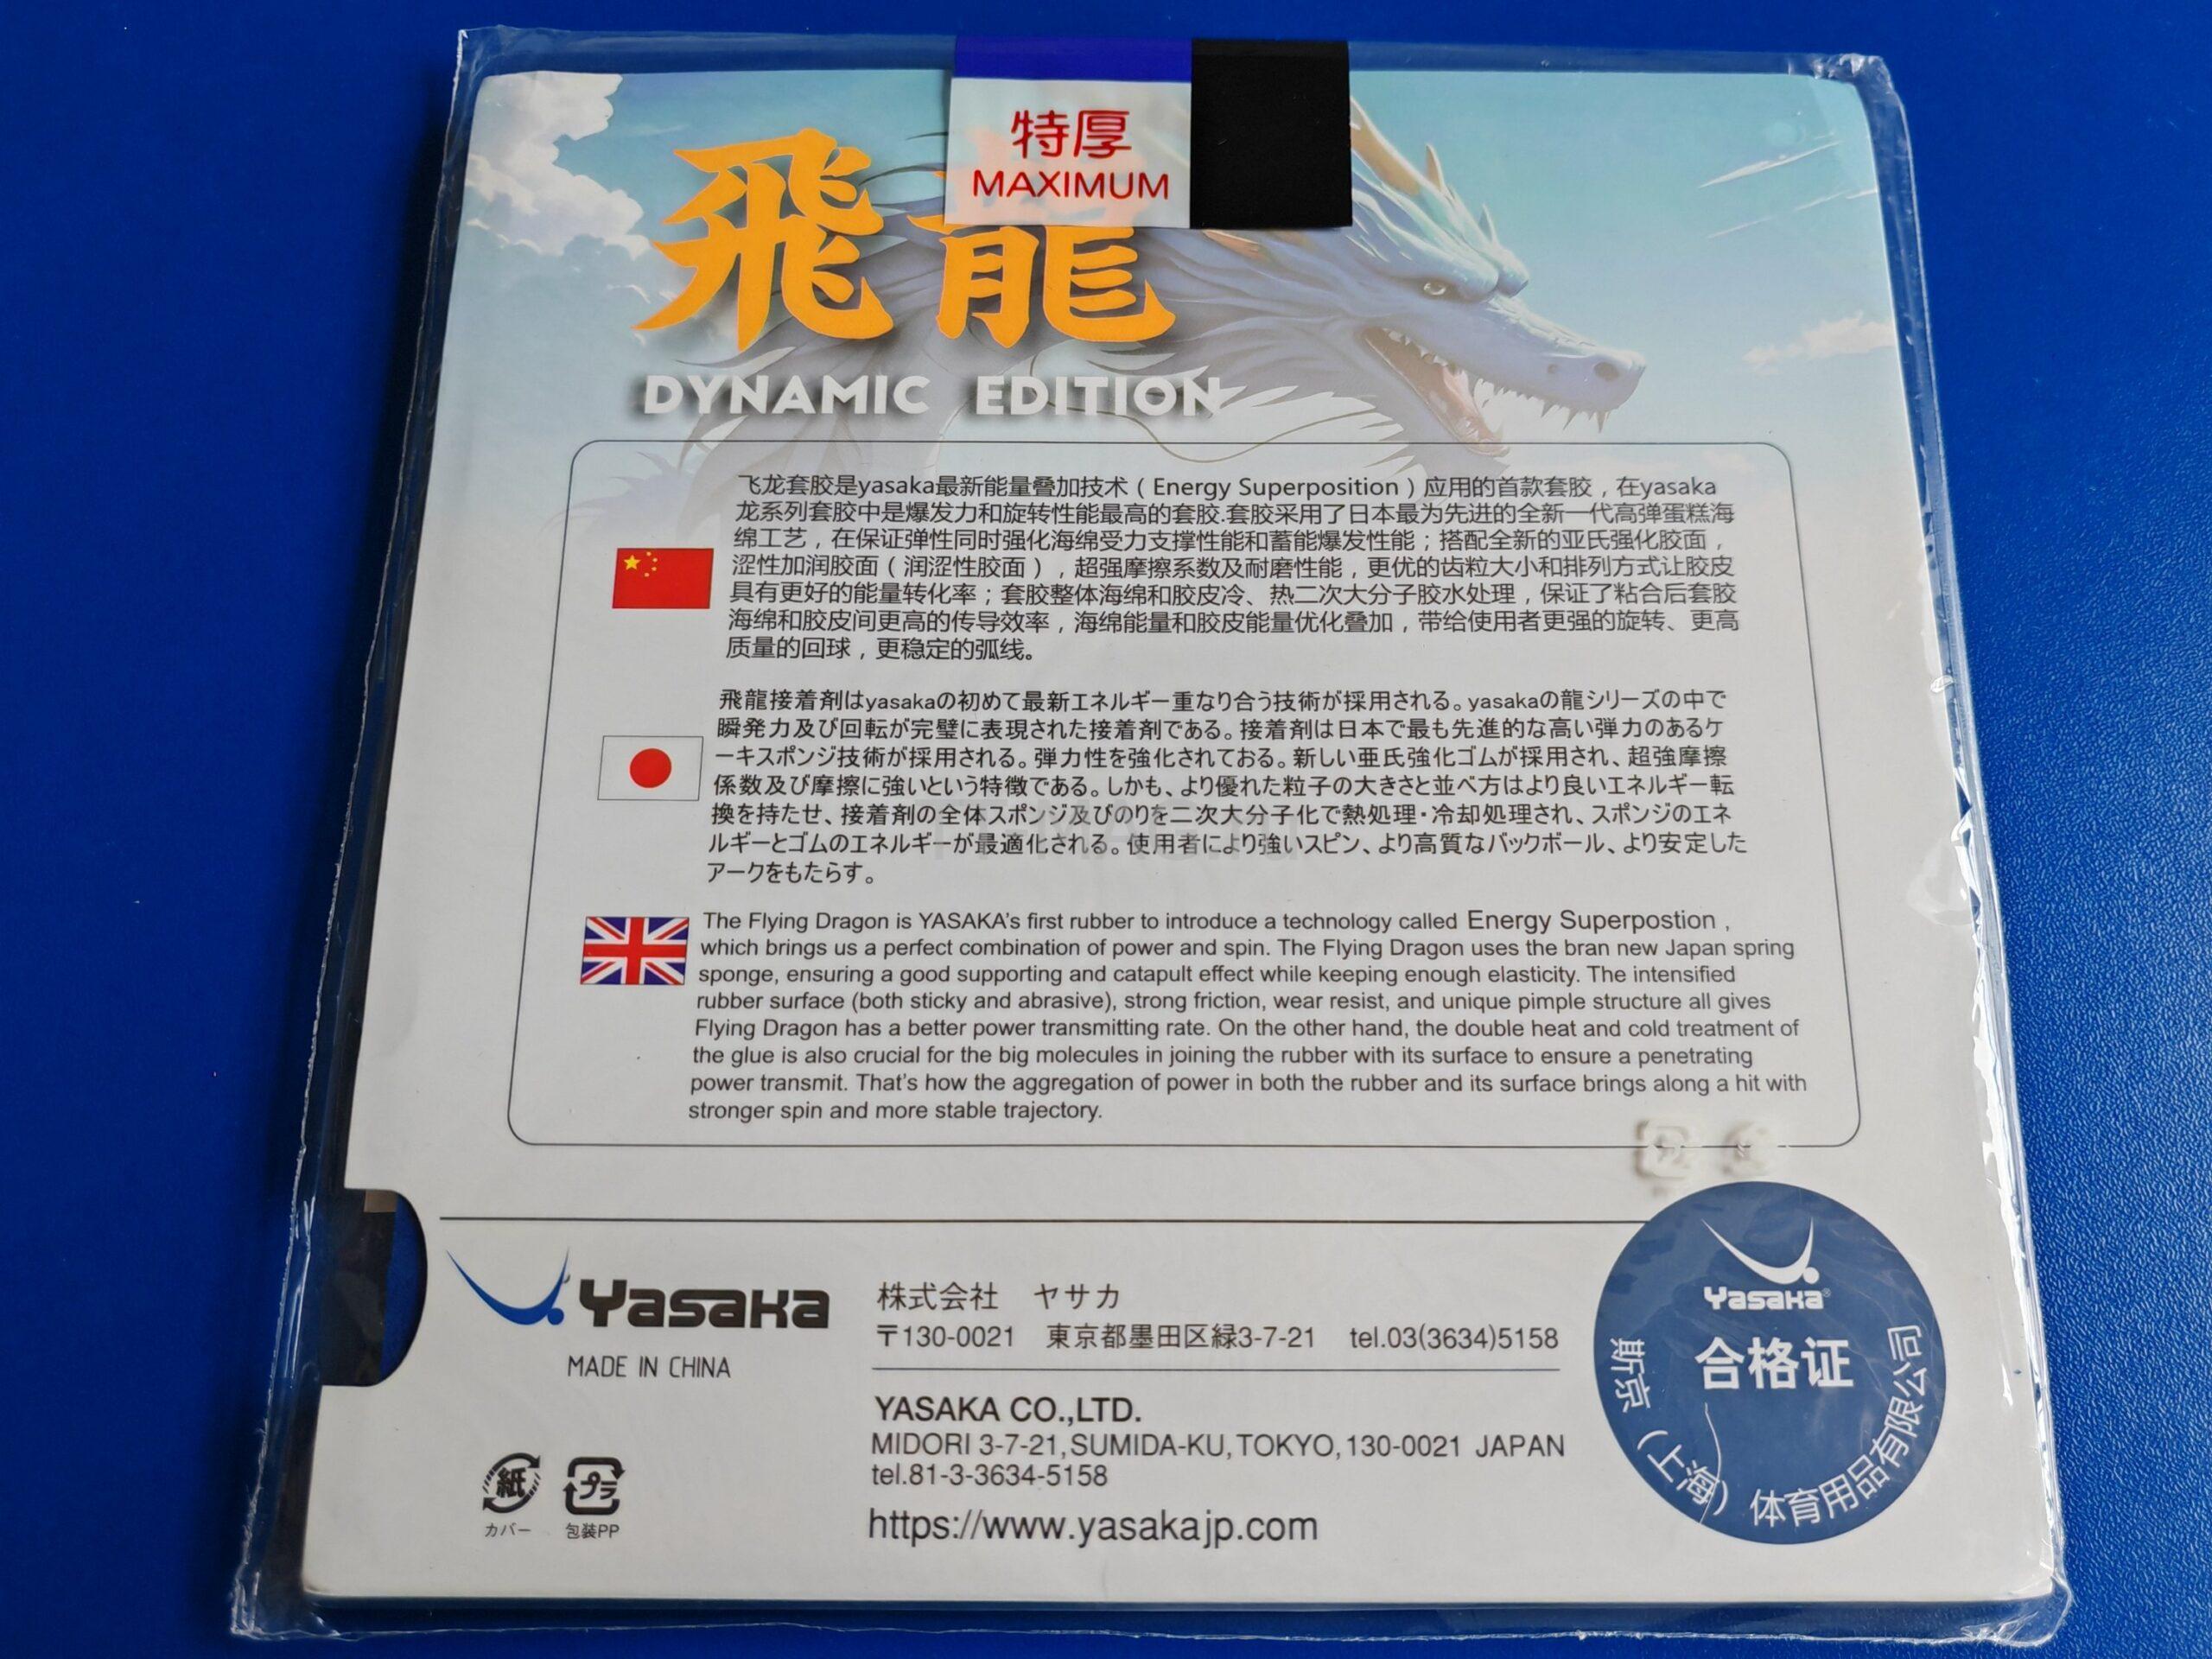 特厚
MAXIMUM
飛龍
DYNAMIC EDITION
飞龙套胶是yasaka最新能量叠加技术（Energy Superposition）应用的首款套胶，在yasaka
龙系列套胶中是爆发力和旋转性能最高的套胶.套胶采用了日本最为先进的全新一代高弹蛋糕海
绵工艺，在保证弹性同时强化海绵受力支撑性能和蓄能爆发性能；搭配全新的亚氏强化胶面，
涩性加润胶面（润涩性胶面），超强摩擦系数及耐磨性能，更优的齿粒大小和排列方式让胶皮
具有更好的能量转化率；套胶整体海绵和胶皮冷、热二次大分子胶水处理，保证了粘合后套胶
海绵和胶皮间更高的传导效率，海绵能量和胶皮能量优化叠加，带给使用者更强的旋转、更高
质量的回球，更稳定的弧线。
飛龍接着剤はyasakaの初めて最新エネルギー重なり合う技術が採用される。yasakaの龍シリーズの中で
瞬発力及び回転が完璧に表現された接着剤である。接着剤は日本で最も先進的な高い弾力のあるケ
ーキスポンジ技術が採用される。弾力性を強化されておる。新しい亜氏強化ゴムが採用され、超強摩擦
係数及び摩擦に強いという特徴である。しかも、より優れた粒子の大きさと並べ方はより良いエネルギー転
換を持たせ、接着剤の全体スポンジ及びのりを二次大分子化で熱処理・冷却処理され、スポンジのエネ
ルギーとゴムのエネルギーが最適化される。使用者により強いスピン、より高質なバックボール、より安定した
アークをもたらす。
The Flying Dragon is YASAKA's first rubber to introduce a technology called Energy Superpostion ,
which brings us a perfect combination of power and spin. The Flying Dragon uses the bran new Japan spring
sponge, ensuring a good supporting and catapult effect while keeping enough elasticity. The intensified
rubber surface (both sticky and abrasive), strong friction, wear resist, and unique pimple structure all gives
Flying Dragon has a better power transmitting rate. On the other hand, the double heat and cold treatment of
the glue is also crucial for the big molecules in joining the rubber with its surface to ensure a penetrating
power transmit. That's how the aggregation of power in both the rubber and its surface brings along a hit with
stronger spin and more stable trajectory.
Yasaka
MADE IN CHINA
株式会社 ヤサカ
〒130-0021 東京都墨田区緑3-7-21 tel.03(3634)5158
YASAKA CO.,LTD.
MIDORI 3-7-21,SUMIDA-KU,TOKYO,130-0021 JAPAN
tel.81-3-3634-5158
https://www.yasakajp.com
紙
カバー
プラ
包装PP
Yasaka®
合格证
斯京（上海）体育用品有限公司